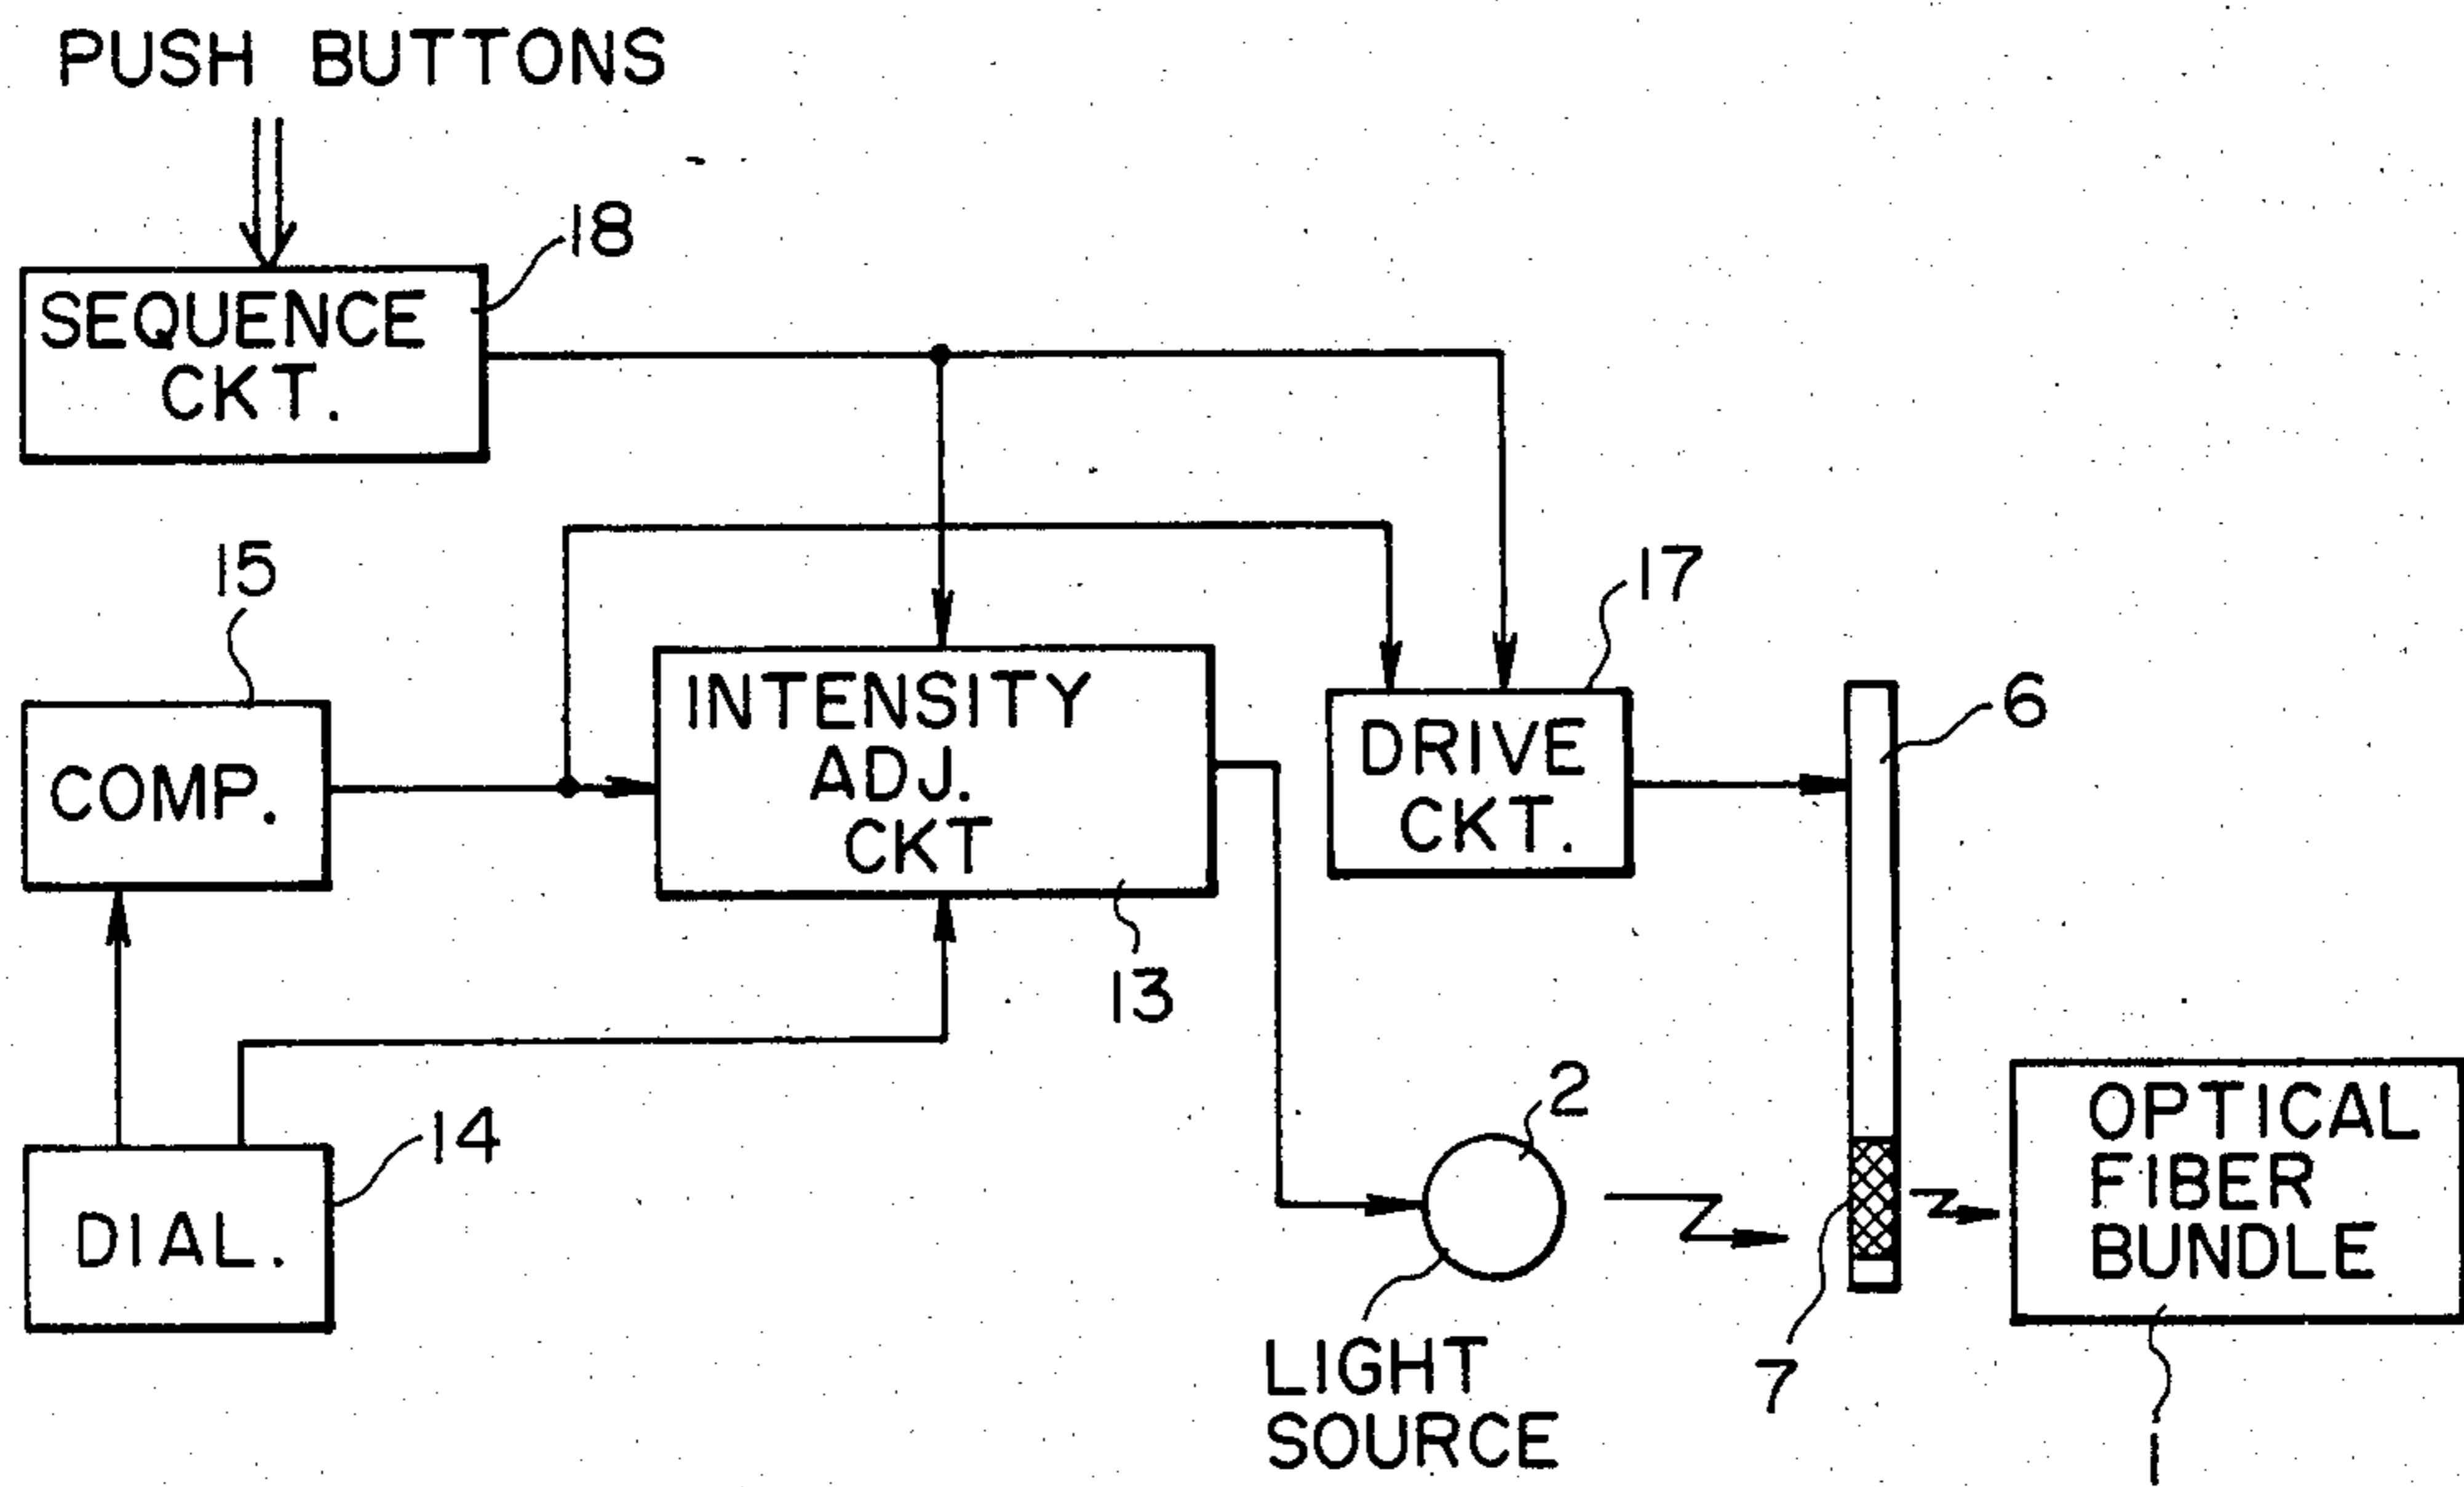 PUSH BUTTONS
18
SEQUENCE
CKT.
15
17
INTENSITY
ADJ.
CKT
DRIVE
CKT.
6
COMP.
13
2
14
DIAL.
OPTICAL
FIBER
BUNDLE
7
LIGHT
SOURCE
1